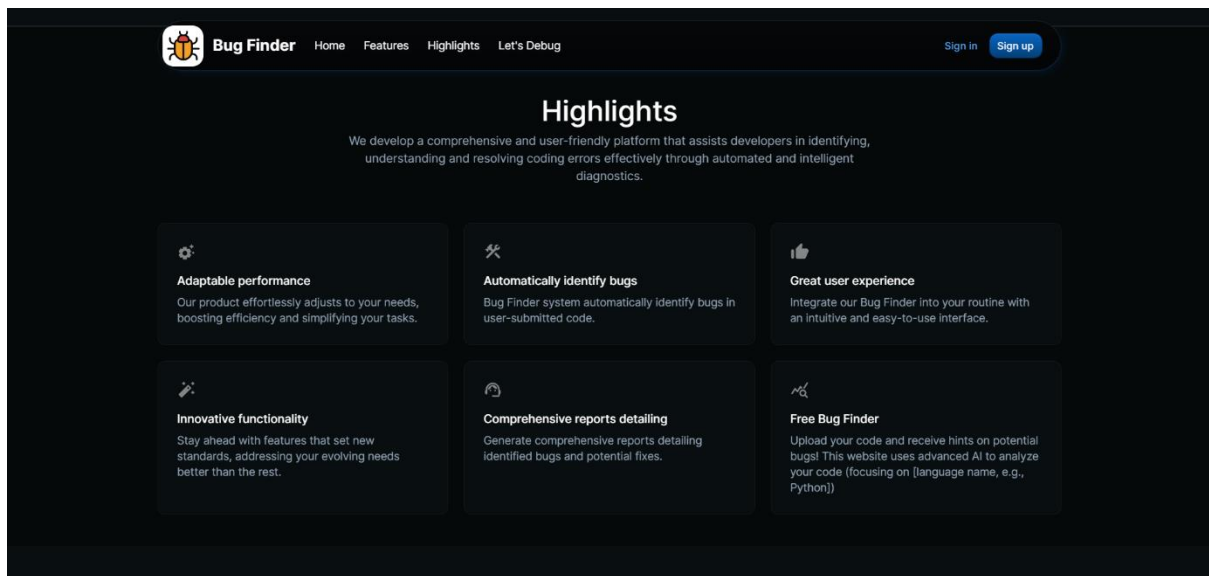 Bug Finder Home Features Highlights Let's Debug Sign in Sign up
Highlights
We develop a comprehensive and user-friendly platform that assists developers in identifying,
understanding and resolving coding errors effectively through automated and intelligent
diagnostics.
Adaptable performance
Our product effortlessly adjusts to your needs,
boosting efficiency and simplifying your tasks.
Automatically identify bugs
Bug Finder system automatically identify bugs in
user-submitted code.
Great user experience
Integrate our Bug Finder into your routine with
an intuitive and easy-to-use interface.
Innovative functionality
Stay ahead with features that set new
standards, addressing your evolving needs
better than the rest.
Comprehensive reports detailing
Generate comprehensive reports detailing
identified bugs and potential fixes.
Free Bug Finder
Upload your code and receive hints on potential
bugs! This website uses advanced AI to analyze
your code (focusing on [language name, e.g.,
Python])